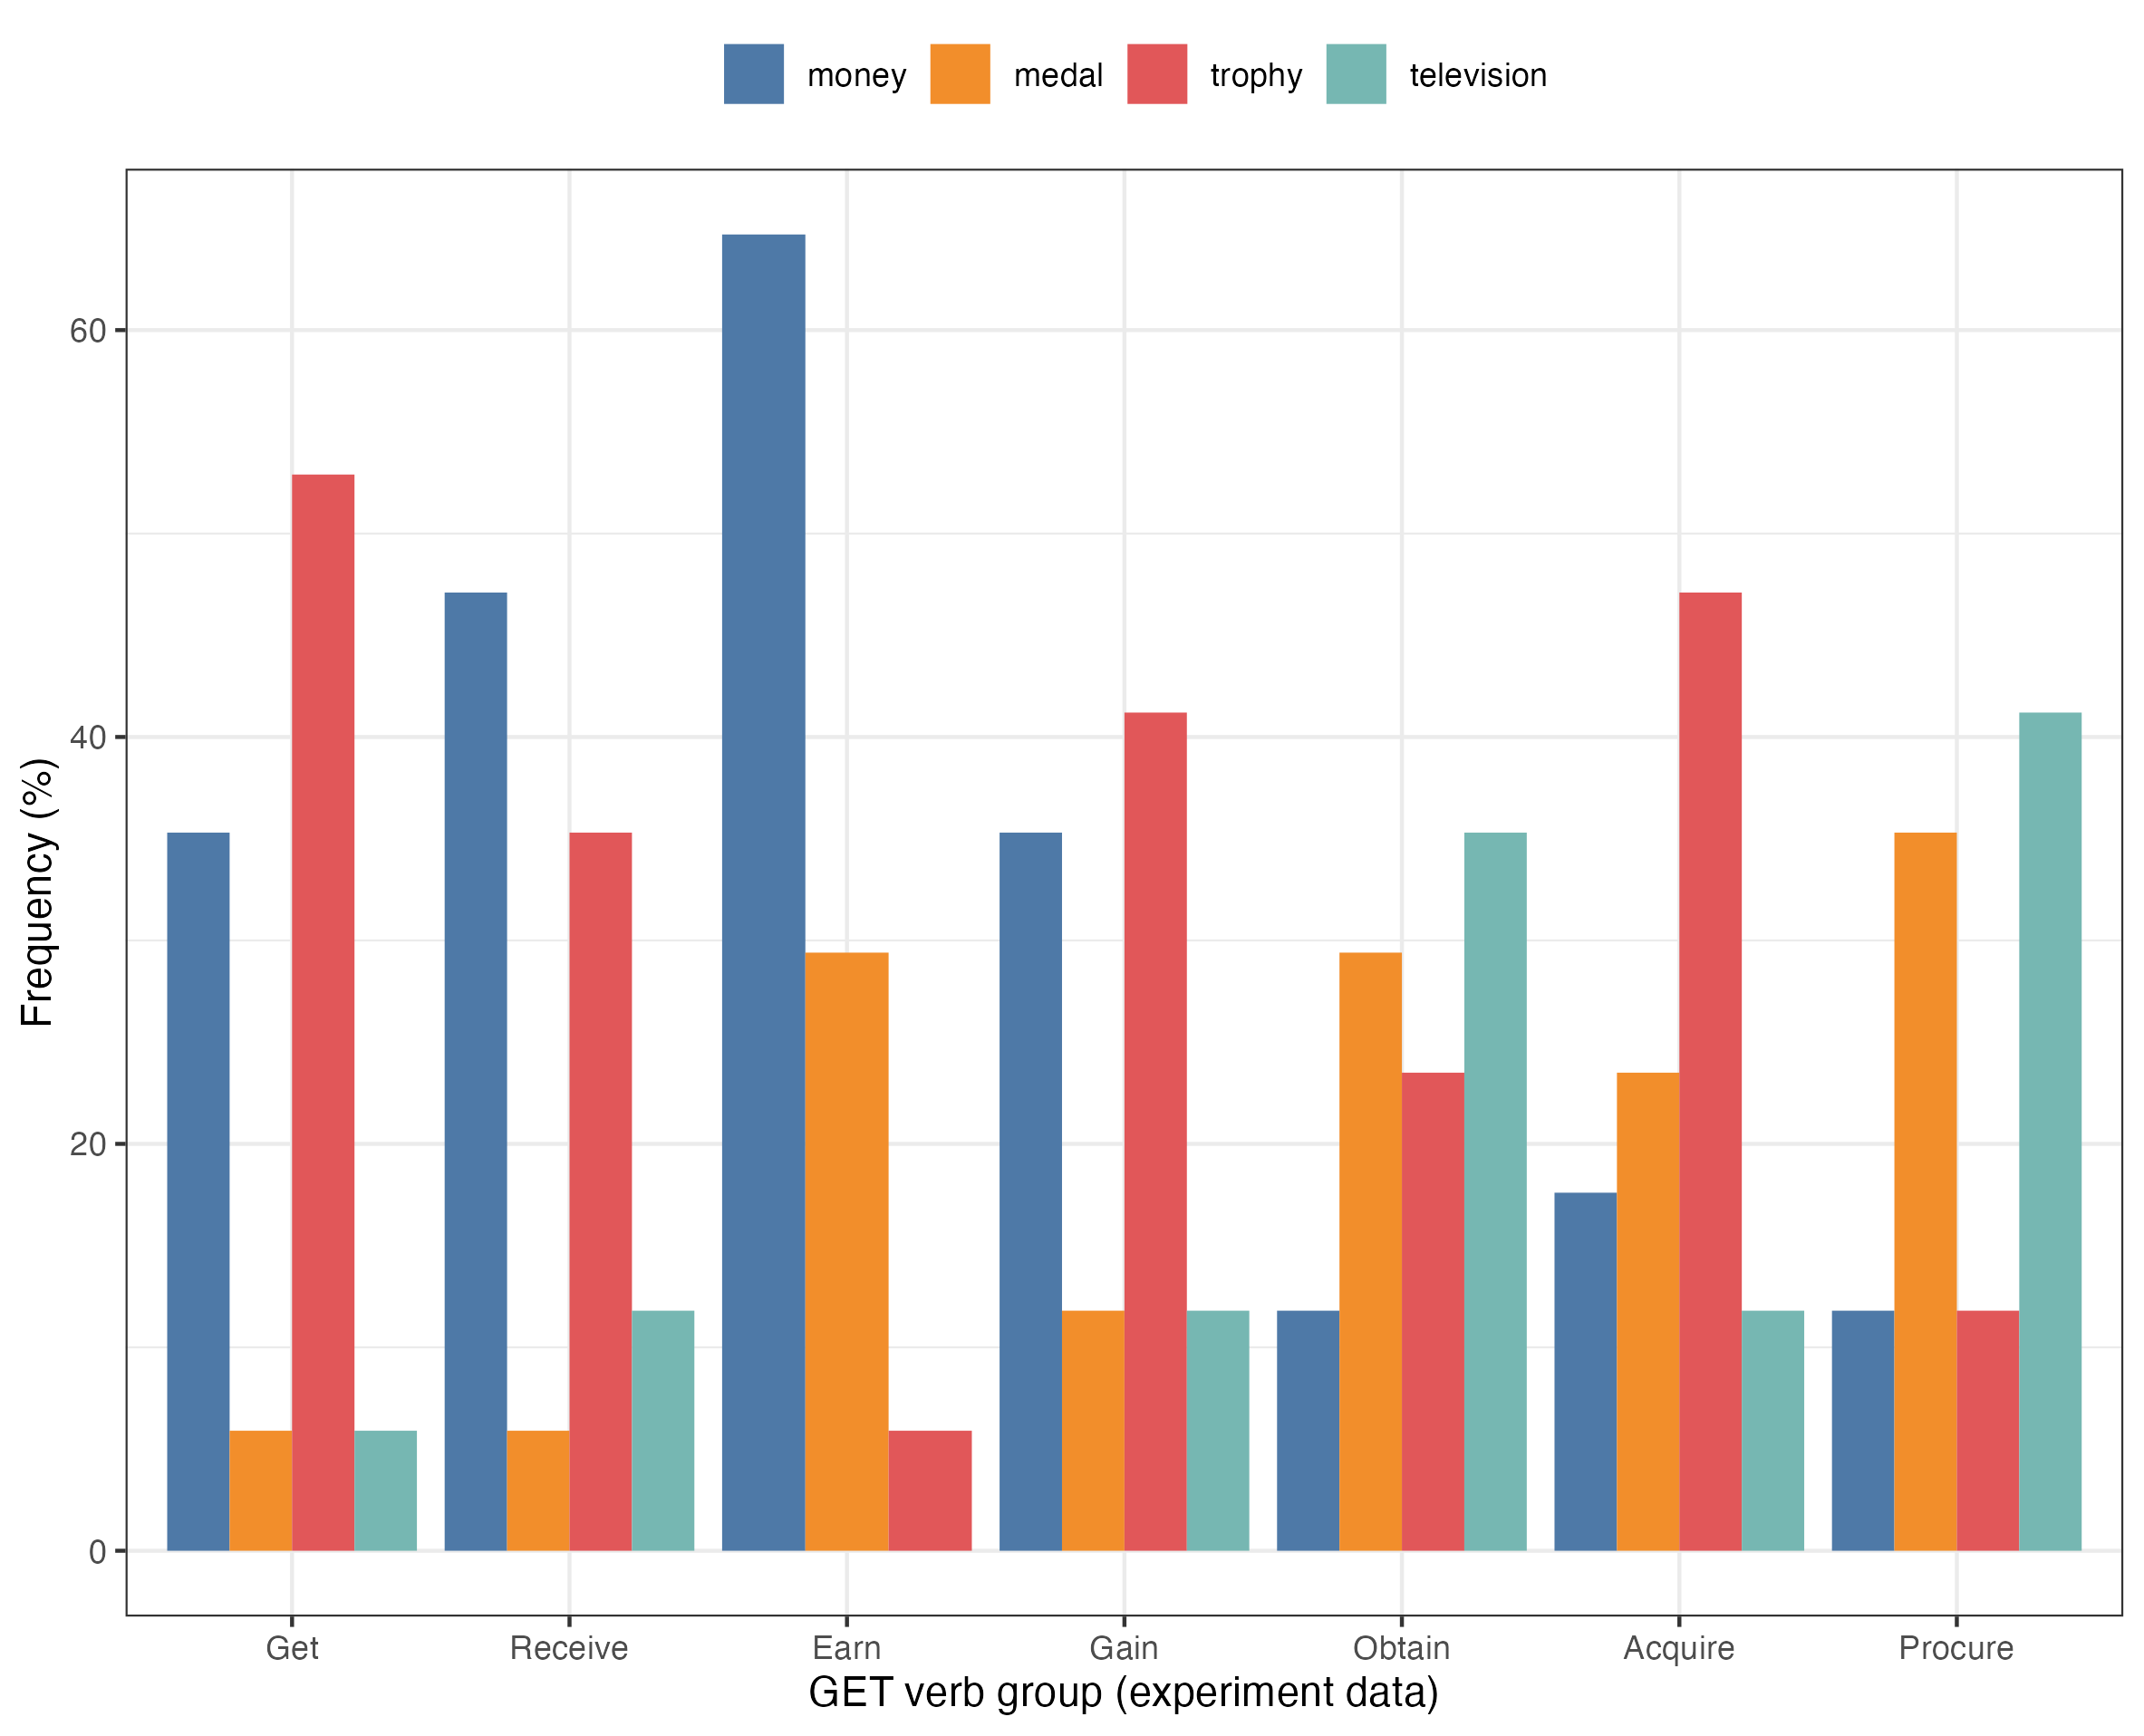 money medal trophy television
Frequency (%)
60
40
20
0
Get Receive Earn Gain Obtain Acquire Procure
GET verb group (experiment data)